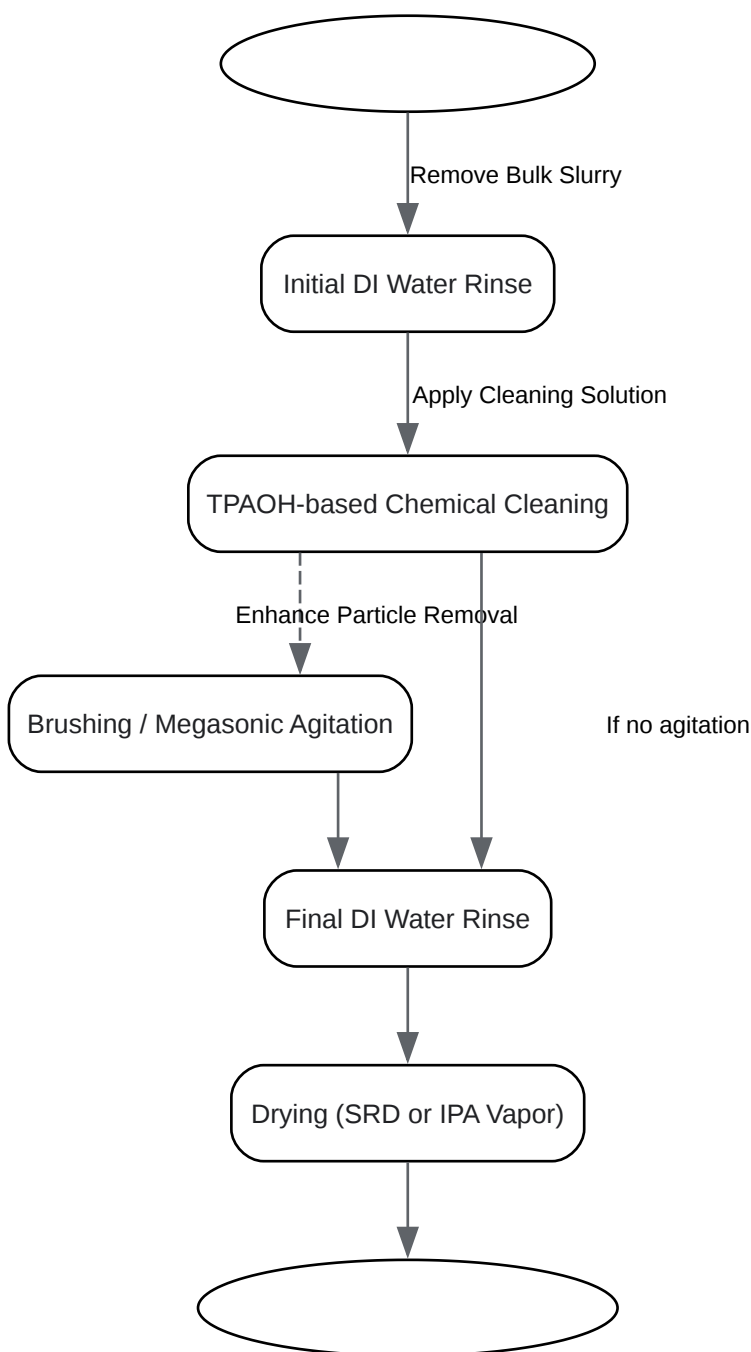 Remove Bulk Slurry
Initial DI Water Rinse
Apply Cleaning Solution
TPAOH-based Chemical Cleaning
Enhance Particle Removal
Brushing / Megasonic Agitation
If no agitation
Final DI Water Rinse
Drying (SRD or IPA Vapor)